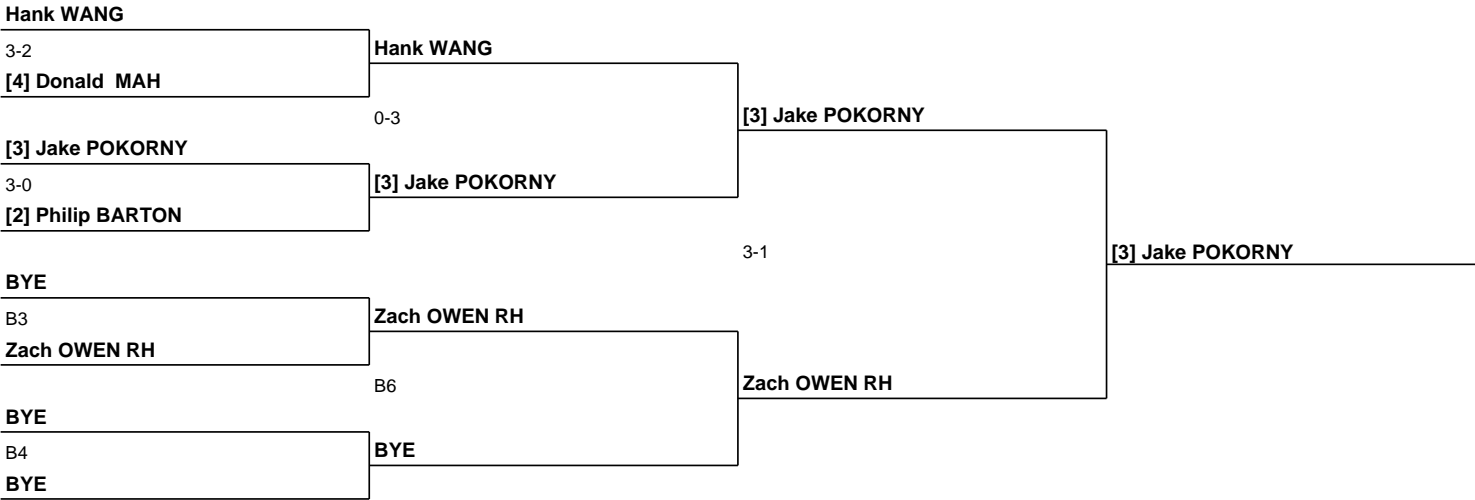 Hank WANG
3-2
Hank WANG
[4] Donald  MAH
0-3
[3] Jake POKORNY
[3] Jake POKORNY
3-0
[3] Jake POKORNY
[2] Philip BARTON
3-1
[3] Jake POKORNY
BYE
B3
Zach OWEN RH
Zach OWEN RH
B6
Zach OWEN RH
BYE
B4
BYE
BYE